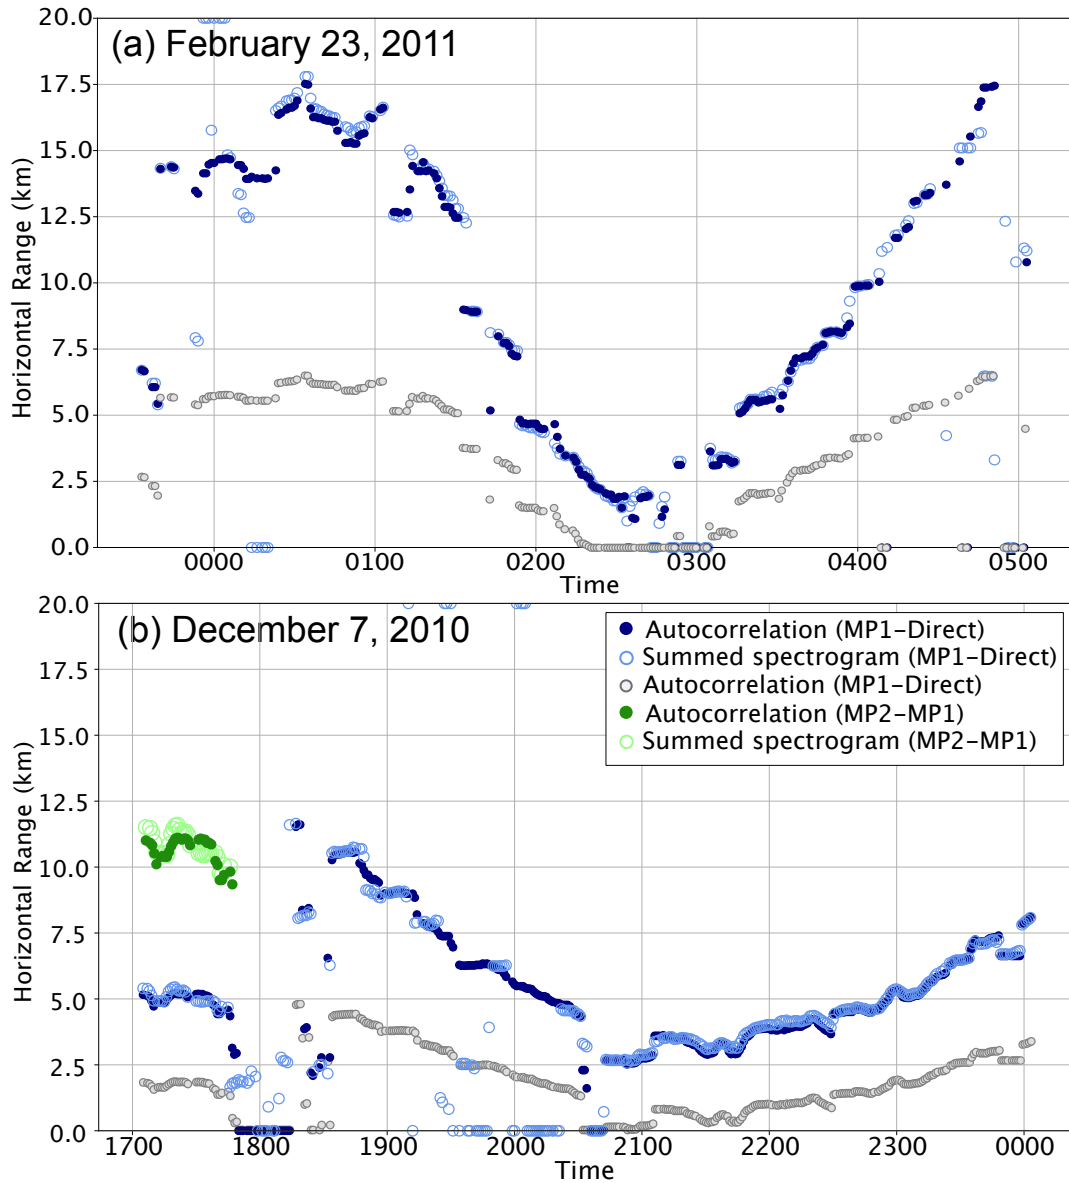 20.0
(a) February 23, 2011
17.5
15.0
12.5
10.0
7.5
5.0
2.5
0.0
Horizontal Range (km)
0000 0100 0200 0300 0400 0500
Time
20.0
(b) December 7, 2010
17.5
15.0
12.5
10.0
7.5
5.0
2.5
0.0
Horizontal Range (km)
Autocorrelation (MP1–Direct)
Summed spectrogram (MP1–Direct)
Autocorrelation (MP1–Direct)
Autocorrelation (MP2–MP1)
Summed spectrogram (MP2–MP1)
1700 1800 1900 2000 2100 2200 2300 0000
Time